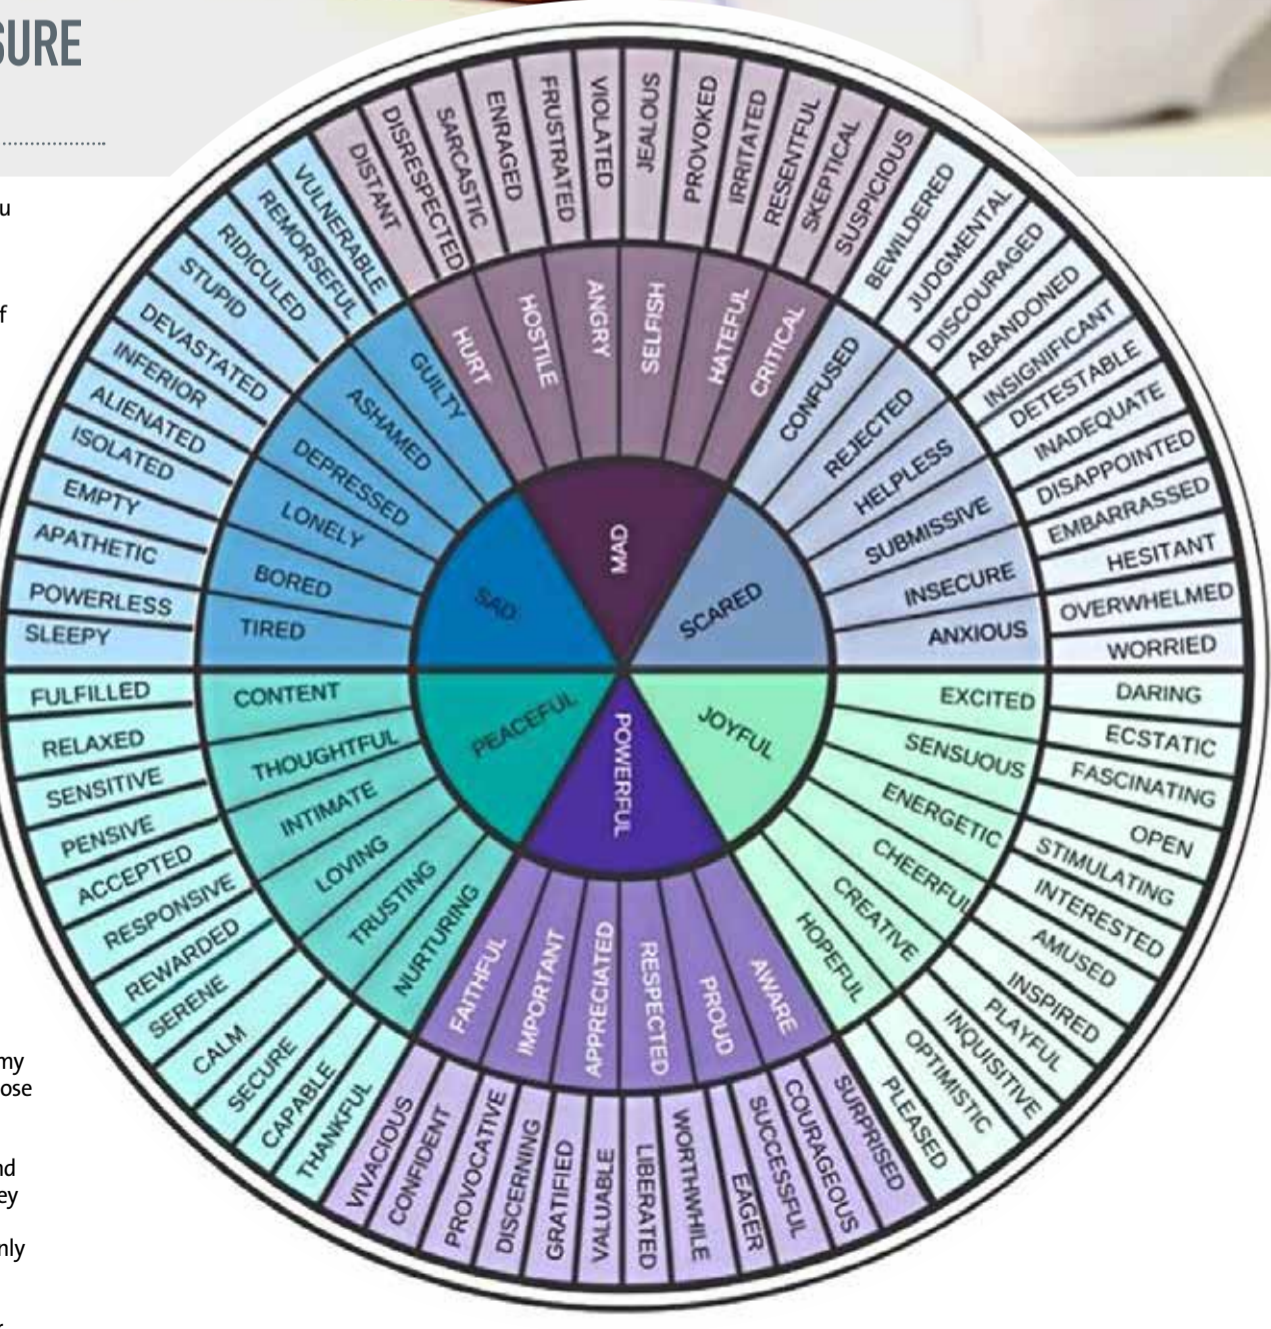 SURE
u
f
my
ose
nd
ey
nly
MAD
HURT
HOSTILE
ANGRY
SELFISH
HATEFUL
CRITICAL
DISTANT
DISRESPECTED
SARCASTIC
ENRAGED
FRUSTRATED
VIOLATED
JEALOUS
PROVOKED
IRRITATED
RESENTFUL
SKEPTICAL
SUSPICIOUS
SCARED
CONFUSED
REJECTED
HELPLESS
SUBMISSIVE
INSECURE
ANXIOUS
BEWILDERED
JUDGMENTAL
DISCOURAGED
ABANDONED
INSIGNIFICANT
DETESTABLE
INADEQUATE
DISAPPOINTED
EMBARRASSED
HESITANT
OVERWHELMED
WORRIED
JOYFUL
EXCITED
SENSUOUS
ENERGETIC
CHEERFUL
CREATIVE
HOPEFUL
DARING
ECSTATIC
FASCINATING
OPEN
STIMULATING
INTERESTED
AMUSED
INSPIRED
PLAYFUL
INQUISITIVE
OPTIMISTIC
PLEASED
POWERFUL
AWARE
PROUD
RESPECTED
APPRECIATED
IMPORTANT
FAITHFUL
SURPRISED
COURAGEOUS
SUCCESSFUL
EAGER
WORTHWHILE
LIBERATED
VALUABLE
GRATIFIED
DISCERNING
PROVOCATIVE
CONFIDENT
VIVACIOUS
PEACEFUL
NURTURING
TRUSTING
LOVING
INTIMATE
THOUGHTFUL
CONTENT
THANKFUL
CAPABLE
SECURE
CALM
SERENE
REWARDED
RESPONSIVE
ACCEPTED
PENSIVE
SENSITIVE
RELAXED
FULFILLED
SAD
TIRED
BORED
LONELY
DEPRESSED
ASHAMED
GUILTY
SLEEPY
POWERLESS
APATHETIC
EMPTY
ISOLATED
ALIENATED
INFERIOR
DEVASTATED
STUPID
RIDICULED
REMORSEFUL
VULNERABLE